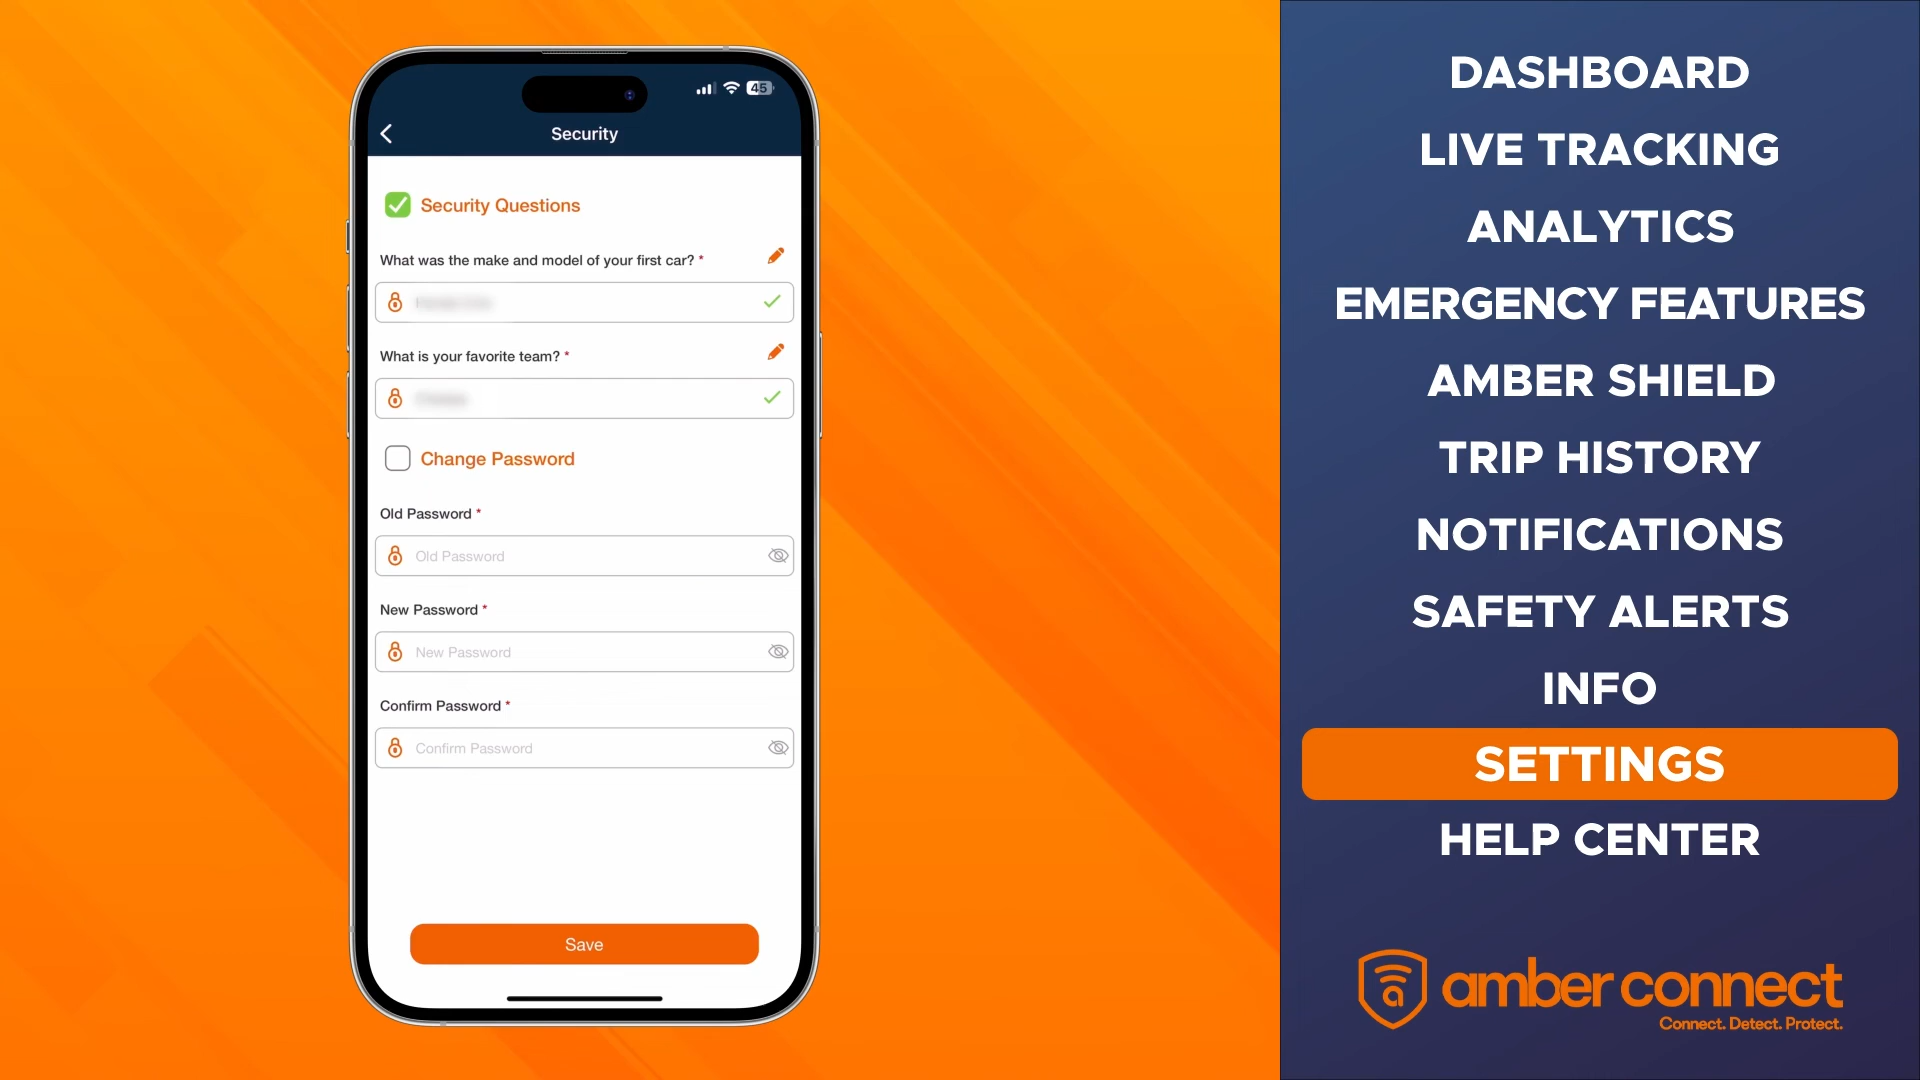 45
Security
Security Questions
What was the make and model of your first car? *
What is your favorite team? *
Change Password
Old Password *
Old Password
New Password *
New Password
Confirm Password *
Confirm Password
Save
DASHBOARD
LIVE TRACKING
ANALYTICS
EMERGENCY FEATURES
AMBER SHIELD
TRIP HISTORY
NOTIFICATIONS
SAFETY ALERTS
INFO
SETTINGS
HELP CENTER
a
amber connect
Connect. Detect. Protect.